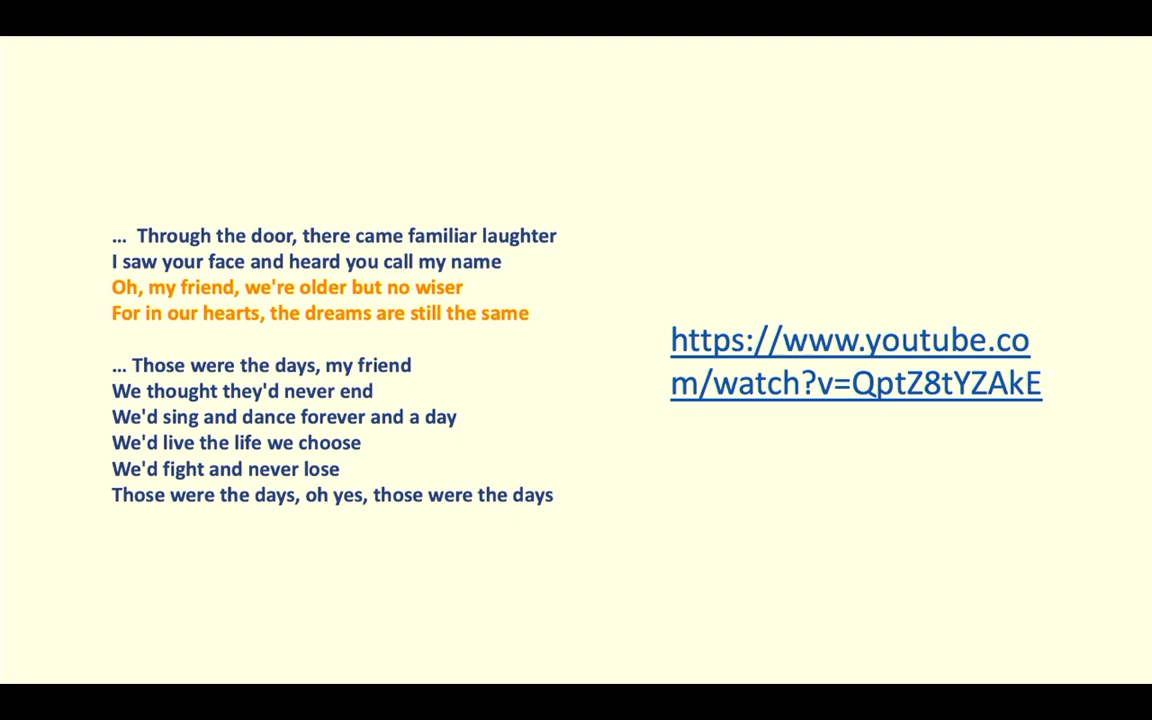 ... Through the door, there came familiar laughter
I saw your face and heard you call my name
Oh, my friend, we're older but no wiser
For in our hearts, the dreams are still the same
... Those were the days, my friend
We thought they'd never end
We'd sing and dance forever and a day
We'd live the life we choose
We'd fight and never lose
Those were the days, oh yes, those were the days
https://www.youtube.co
m/watch?v=QptZ8tYZAkE